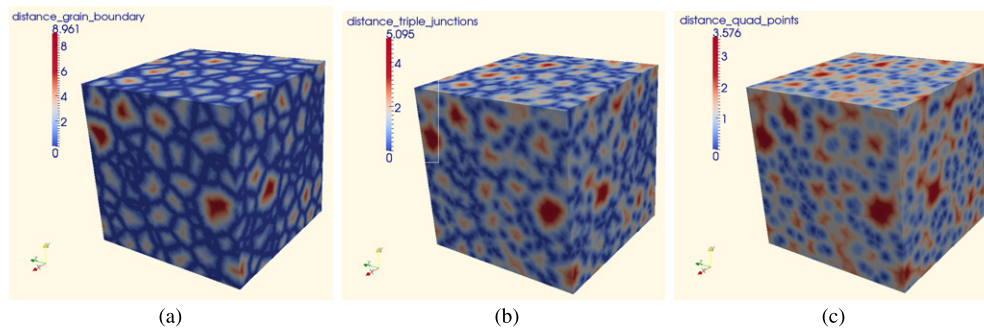 distance_grain_boundary
8.961
8
6
4
2
0
distance_triple_junctions
5.095
4
2
0
distance_quad_points
3.576
3
2
1
0
(a)
(b)
(c)